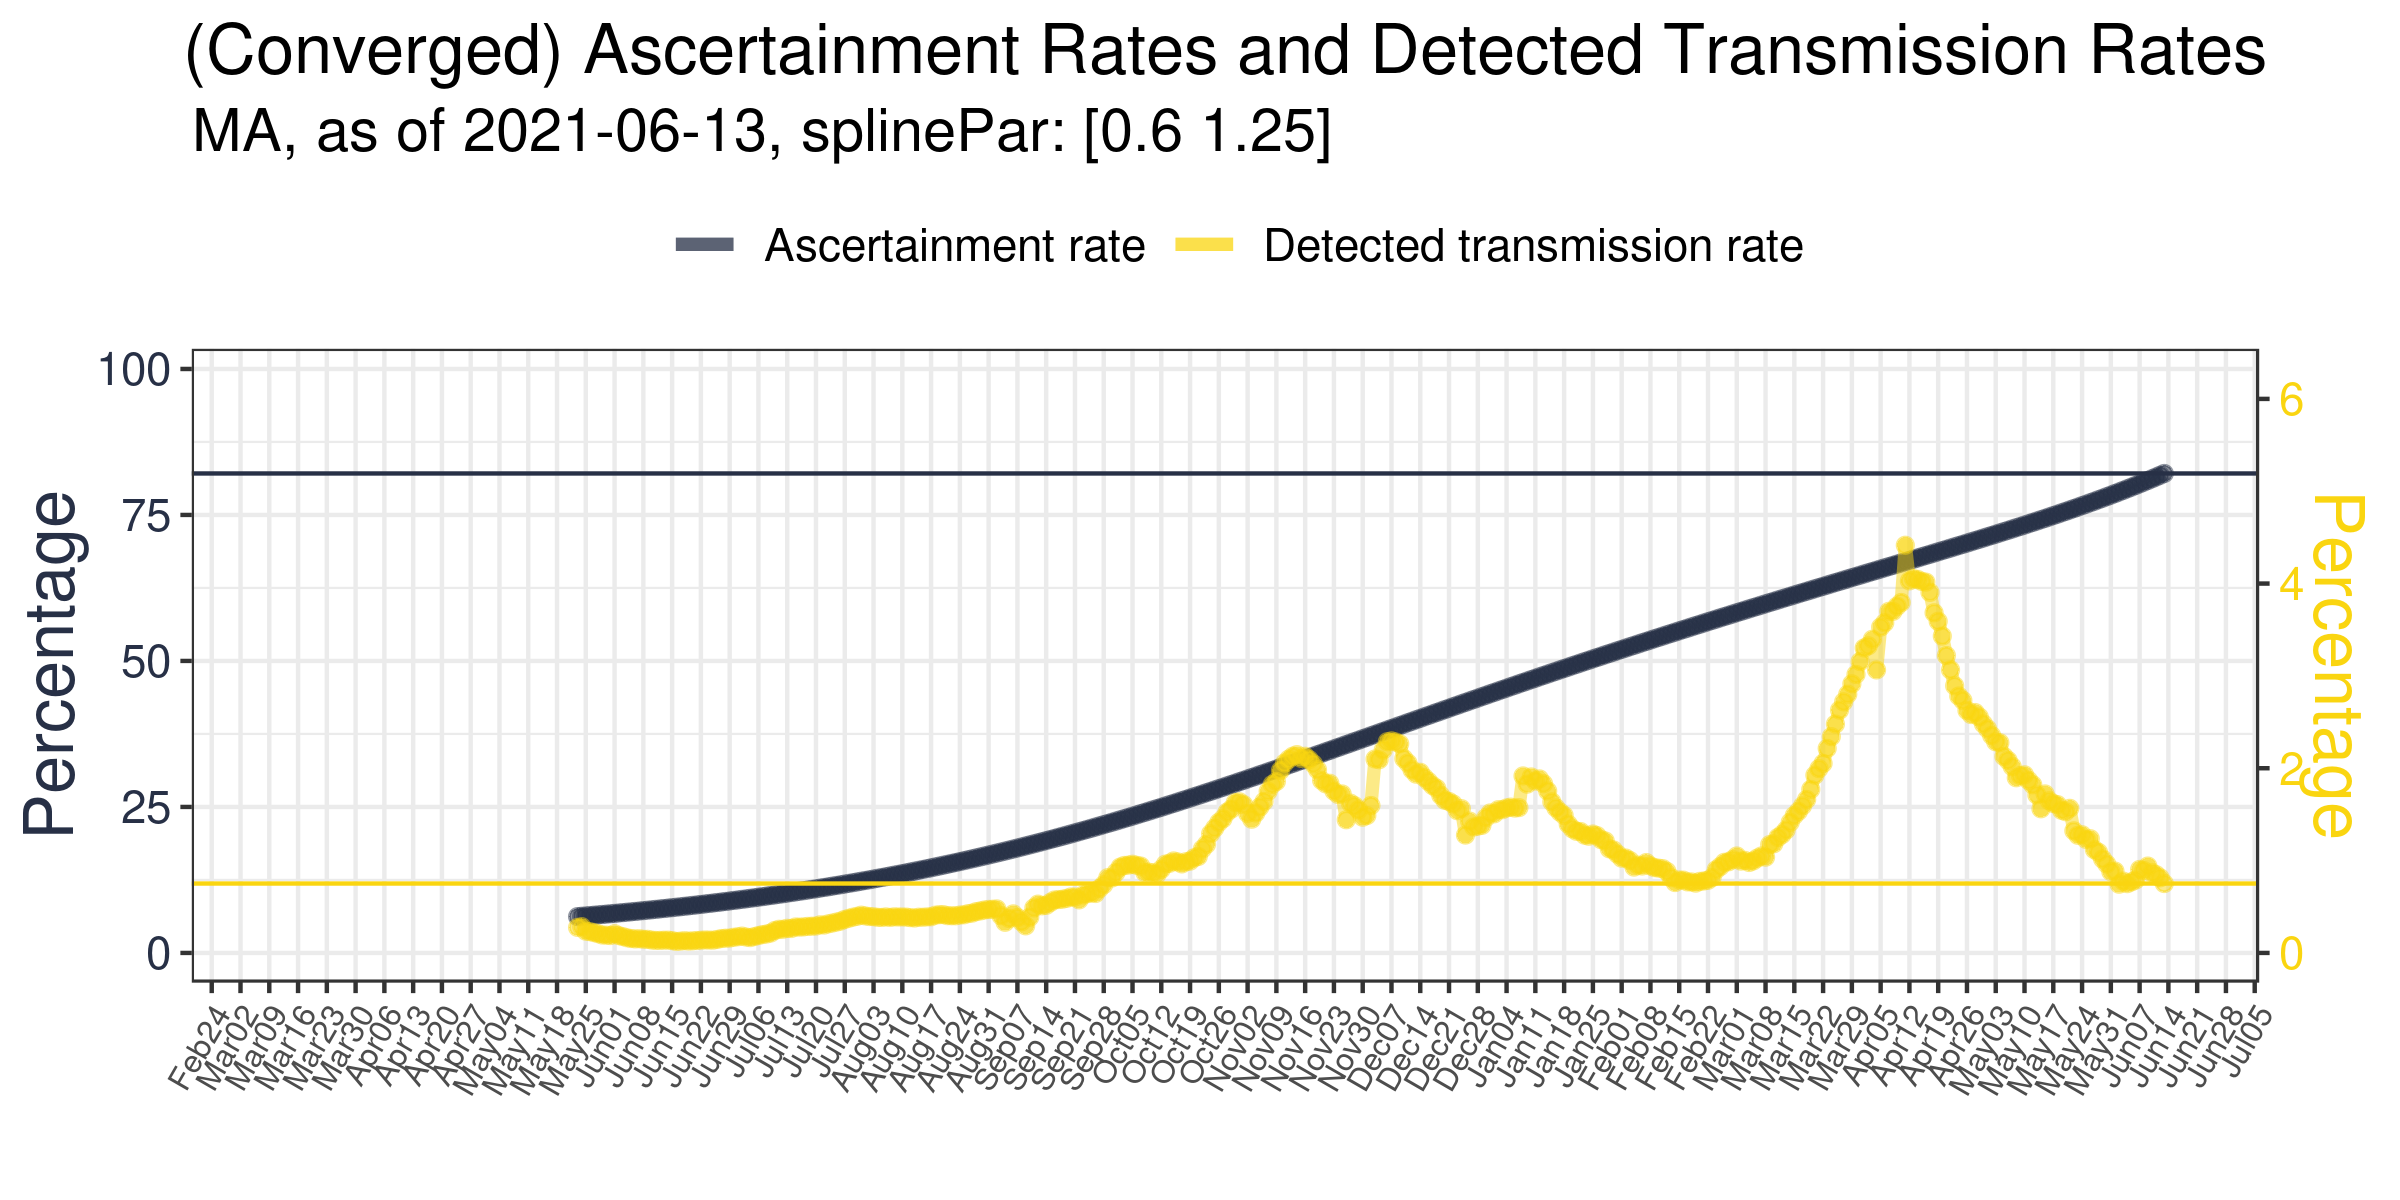 (Converged) Ascertainment Rates and Detected Transmission Rates
MA, as of 2021-06-13, splinePar: [0.6 1.25]
Ascertainment rate
Detected transmission rate
Percentage
100
75
50
25
0
6
4
2
0
Percentage
Feb24
Mar02
Mar09
Mar16
Mar23
Mar30
Apr06
Apr13
Apr20
Apr27
May04
May11
May18
May25
Jun01
Jun08
Jun15
Jun22
Jun29
Jul06
Jul13
Jul20
Jul27
Aug03
Aug10
Aug17
Aug24
Aug31
Sep07
Sep14
Sep21
Sep28
Oct05
Oct12
Oct19
Oct26
Nov02
Nov09
Nov16
Nov23
Nov30
Dec07
Dec14
Dec21
Dec28
Jan04
Jan11
Jan18
Jan25
Feb01
Feb08
Feb15
Feb22
Mar01
Mar08
Mar15
Mar22
Mar29
Apr05
Apr12
Apr19
Apr26
May03
May10
May17
May24
May31
Jun07
Jun14
Jun21
Jun28
Jul05